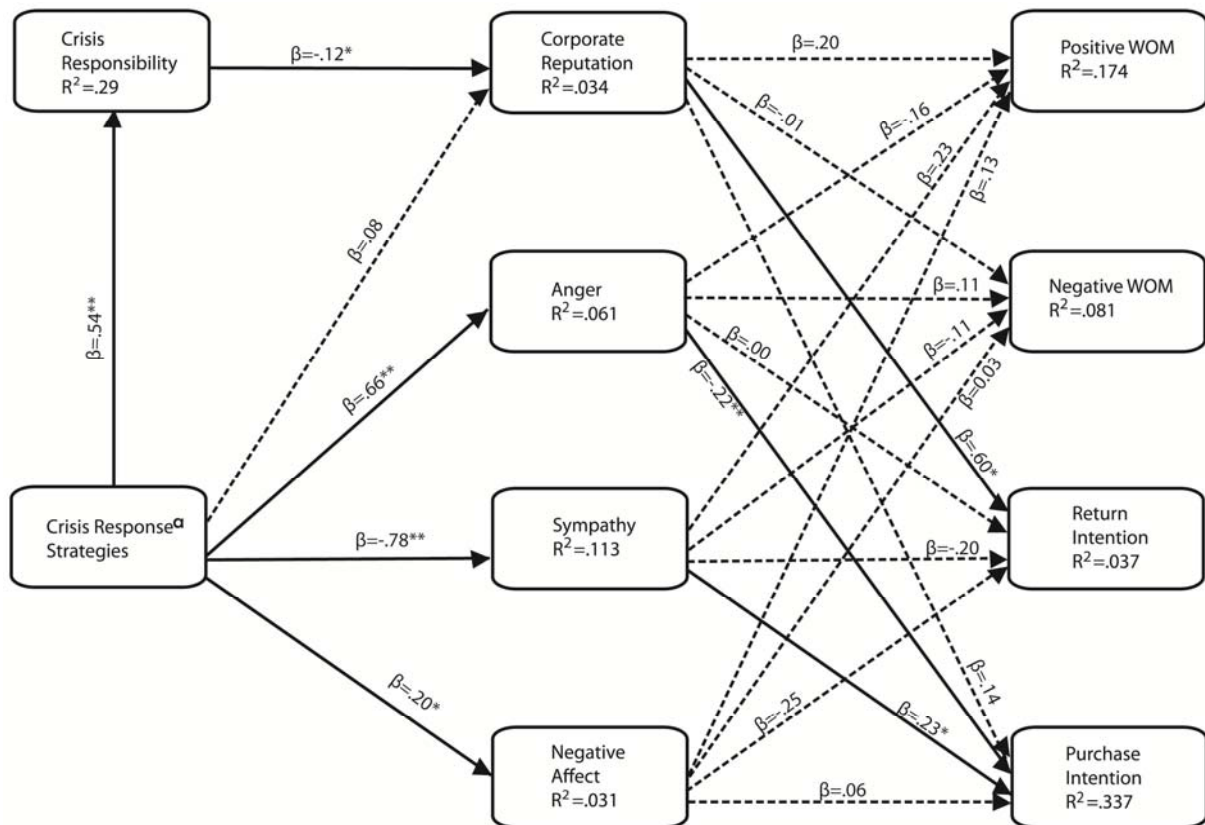 Crisis
Responsibility
R²=.29
β=-.12*
Corporate
Reputation
R²=.034
β=.20
Positive WOM
R²=.174
β=-.01
β=-.16
β=.23
β=.13
β=.54**
β=.08
Anger
R²=.061
β=.11
Negative WOM
R²=.081
β=.00
β=-.11
β=-.22**
β=0.03
β=.66**
β=.60*
Crisis Responseᵅ
Strategies
β=-.78**
Sympathy
R²=.113
β=-.20
Return
Intention
R²=.037
β=.20*
β=-.25
β=.23*
β=.14
Negative
Affect
R²=.031
β=.06
Purchase
Intention
R²=.337